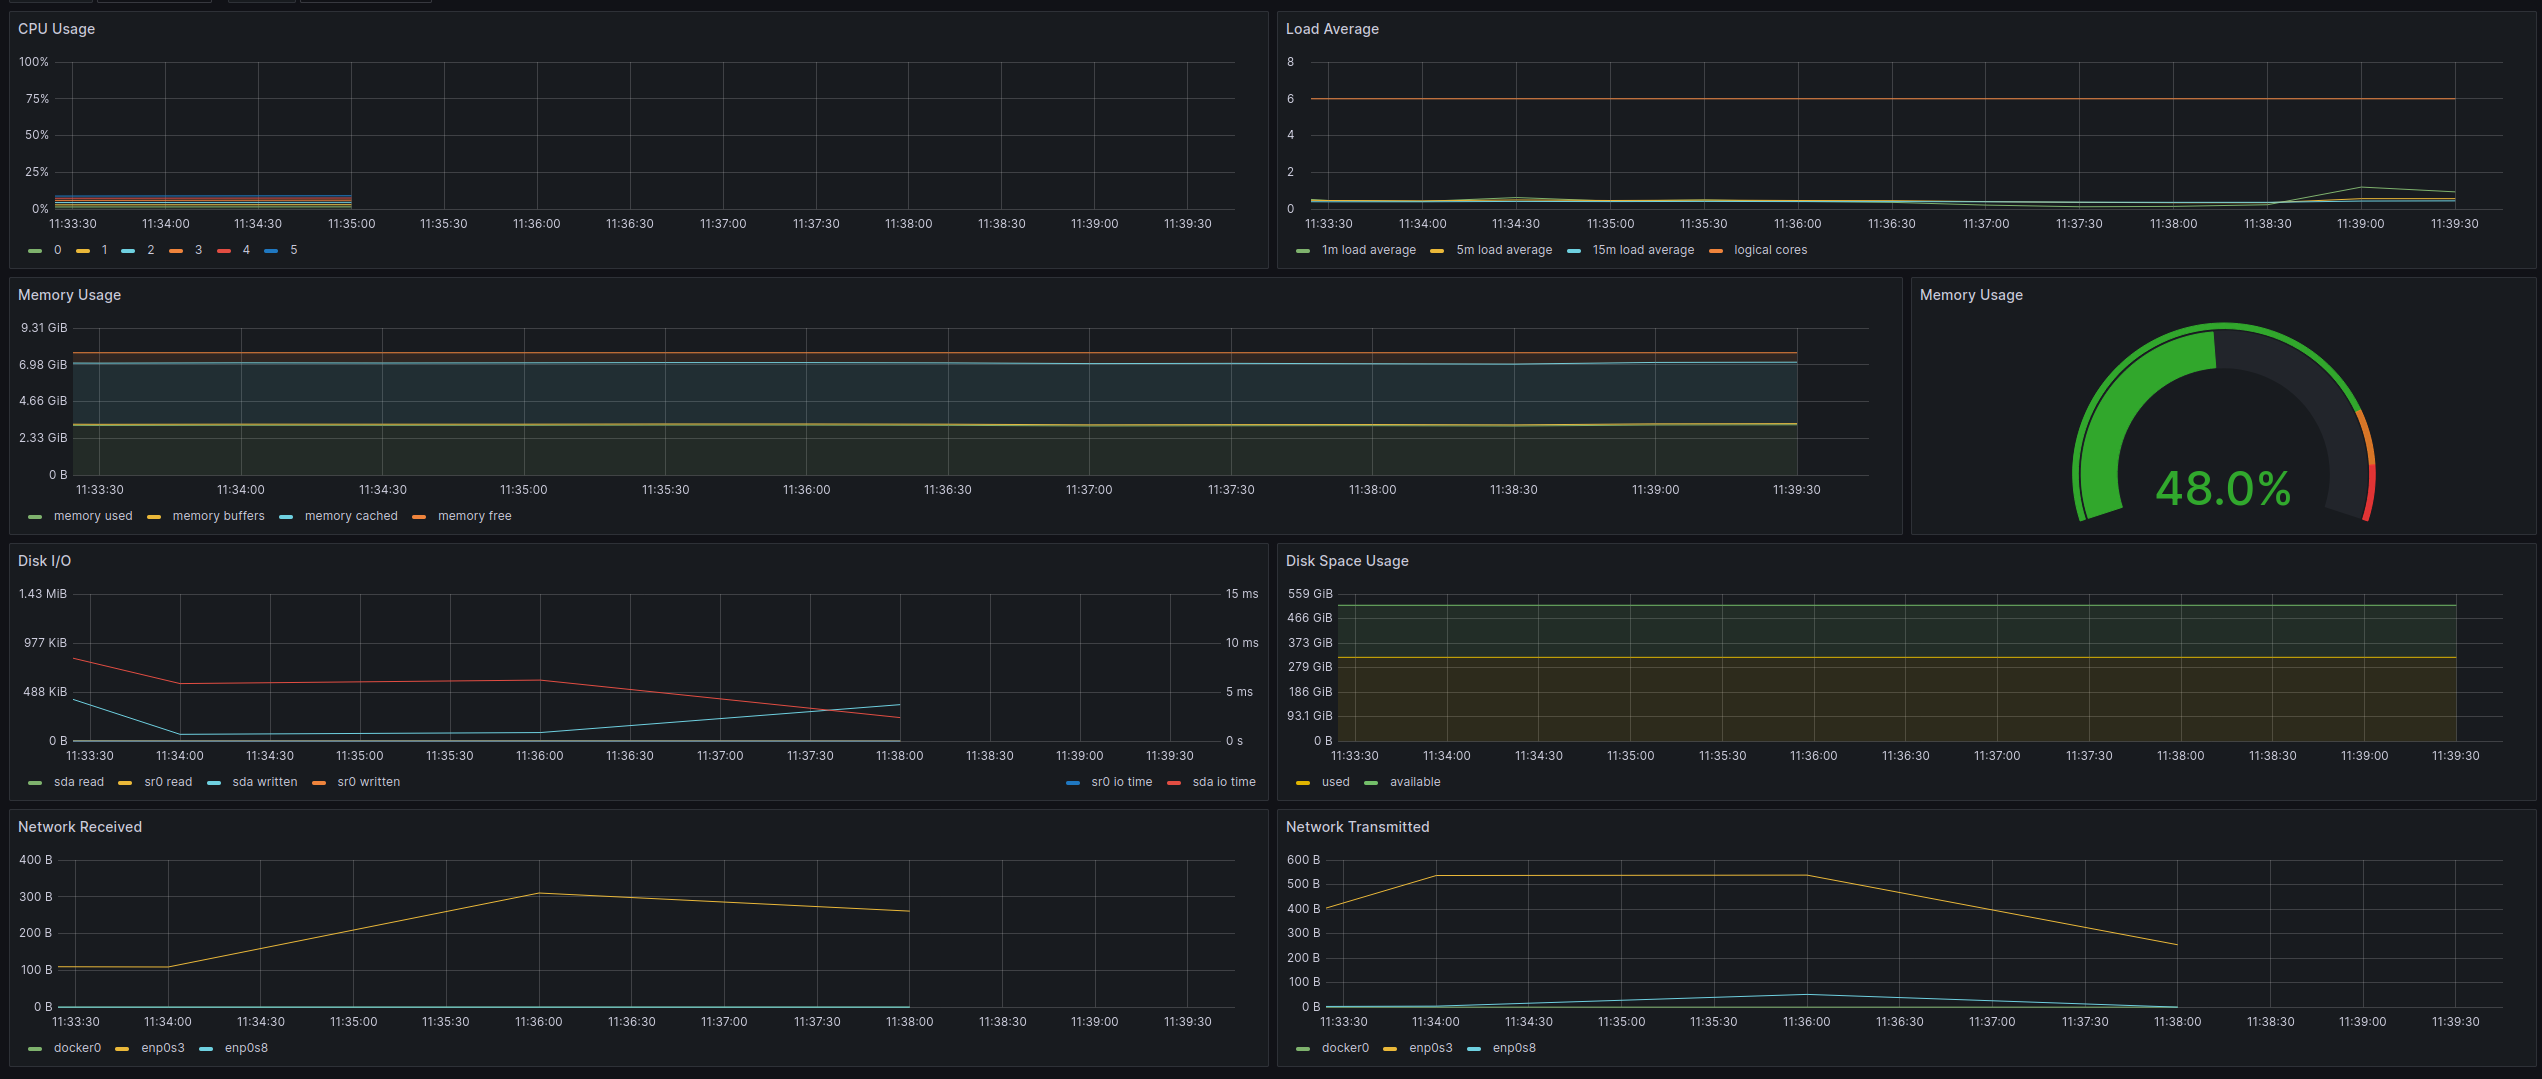 CPU Usage
100%
75%
50%
25%
0%
11:33:30 11:34:00 11:34:30 11:35:00 11:35:30 11:36:00 11:36:30 11:37:00 11:37:30 11:38:00 11:38:30 11:39:00 11:39:30
0 1 2 3 4 5
Load Average
8
6
4
2
0
11:33:30 11:34:00 11:34:30 11:35:00 11:35:30 11:36:00 11:36:30 11:37:00 11:37:30 11:38:00 11:38:30 11:39:00 11:39:30
1m load average 5m load average 15m load average logical cores
Memory Usage
9.31 GiB
6.98 GiB
4.66 GiB
2.33 GiB
0 B
11:33:30 11:34:00 11:34:30 11:35:00 11:35:30 11:36:00 11:36:30 11:37:00 11:37:30 11:38:00 11:38:30 11:39:00 11:39:30
memory used memory buffers memory cached memory free
Memory Usage
48.0%
Disk I/O
1.43 MiB
977 KiB
488 KiB
0 B
15 ms
10 ms
5 ms
0 s
11:33:30 11:34:00 11:34:30 11:35:00 11:35:30 11:36:00 11:36:30 11:37:00 11:37:30 11:38:00 11:38:30 11:39:00 11:39:30
sda read sr0 read sda written sr0 written sr0 io time sda io time
Disk Space Usage
559 GiB
466 GiB
373 GiB
279 GiB
186 GiB
93.1 GiB
0 B
11:33:30 11:34:00 11:34:30 11:35:00 11:35:30 11:36:00 11:36:30 11:37:00 11:37:30 11:38:00 11:38:30 11:39:00 11:39:30
used available
Network Received
400 B
300 B
200 B
100 B
0 B
11:33:30 11:34:00 11:34:30 11:35:00 11:35:30 11:36:00 11:36:30 11:37:00 11:37:30 11:38:00 11:38:30 11:39:00 11:39:30
docker0 enp0s3 enp0s8
Network Transmitted
600 B
500 B
400 B
300 B
200 B
100 B
0 B
11:33:30 11:34:00 11:34:30 11:35:00 11:35:30 11:36:00 11:36:30 11:37:00 11:37:30 11:38:00 11:38:30 11:39:00 11:39:30
docker0 enp0s3 enp0s8